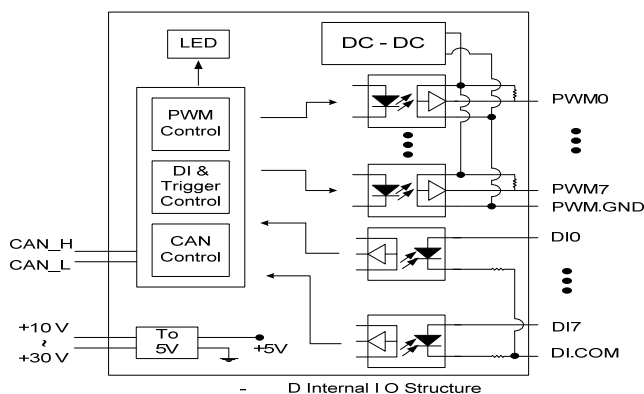 LED
DC - DC
PWM
Control
DI &
Trigger
Control
CAN
Control
CAN_H
CAN_L
+10 V
~
+30 V
To
5V
+5V
PWM0
PWM7
PWM.GND
DI0
DI7
DI.COM
- D Internal I O Structure